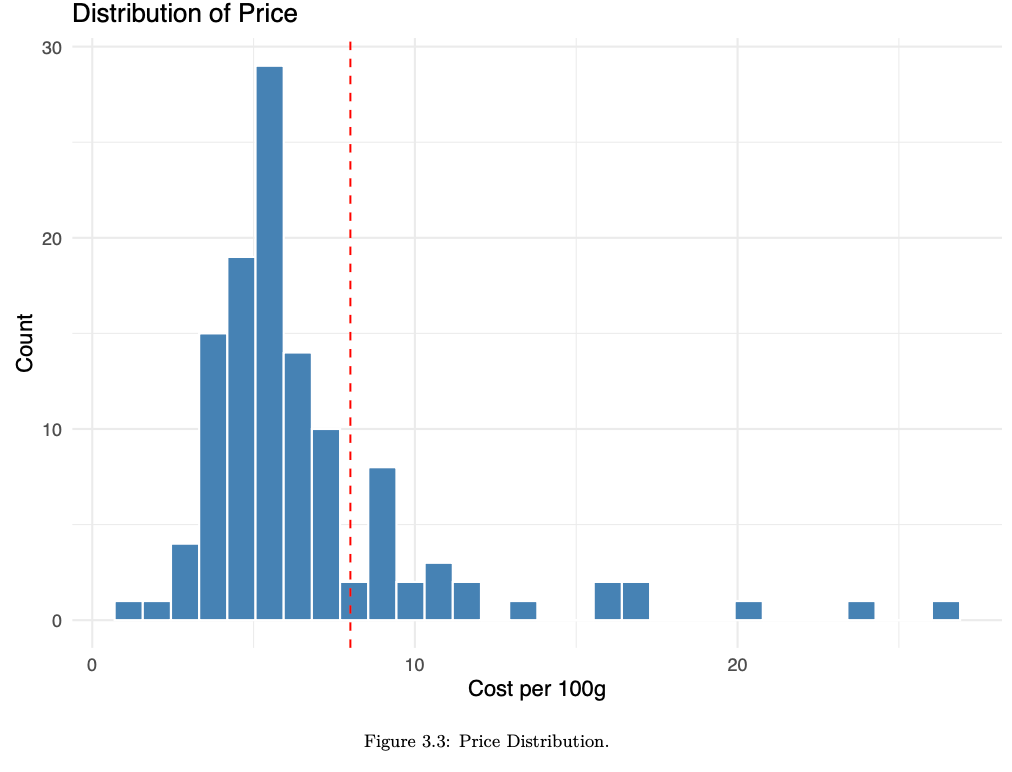 Distribution of Price
30
20
10
0
Count
0 10 20
Cost per 100g
Figure 3.3: Price Distribution.